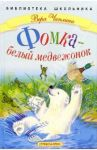 БИБЛИОТЕКА ШКОЛЬНИКА
Вера Чаплина
Фомка -
белый медвежонок